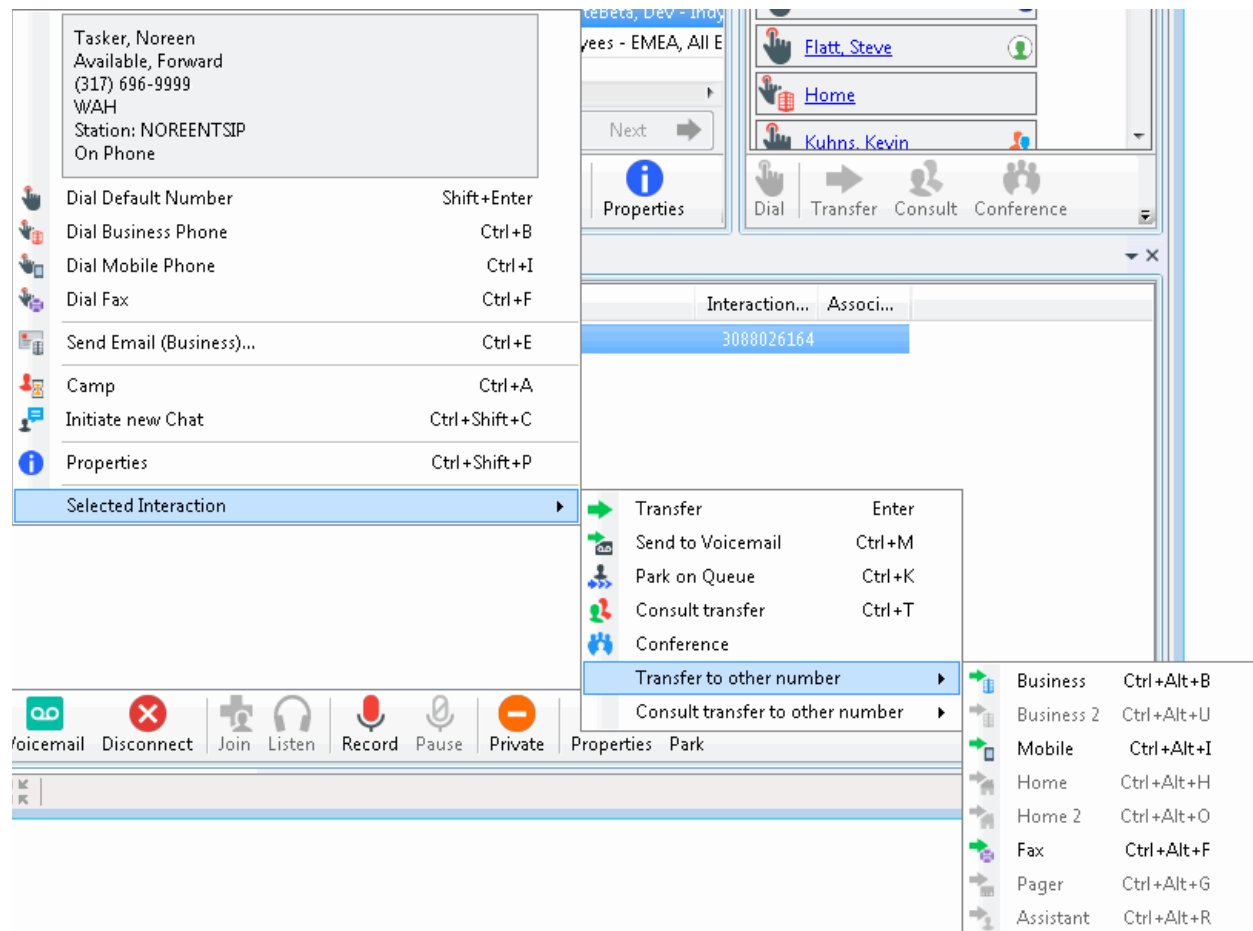 Tasker, Noreen
Available, Forward
(317) 696-9999
WAH
Station: NOREENTSIP
On Phone
Dial Default Number Shift+Enter
Dial Business Phone Ctrl+B
Dial Mobile Phone Ctrl+I
Dial Fax Ctrl+F
Send Email (Business)... Ctrl+E
Camp Ctrl+A
Initiate new Chat Ctrl+Shift+C
Properties Ctrl+Shift+P
Selected Interaction
Dev - Indy
yees - EMEA, All E
Next
Properties
Flatt, Steve
Home
Kuhns, Kevin
Dial Transfer Consult Conference
Interaction... Associ...
3088026164
Transfer Enter
Send to Voicemail Ctrl+M
Park on Queue Ctrl+K
Consult transfer Ctrl+T
Conference
Transfer to other number
Consult transfer to other number
Business Ctrl+Alt+B
Business 2 Ctrl+Alt+U
Mobile Ctrl+Alt+I
Home Ctrl+Alt+H
Home 2 Ctrl+Alt+O
Fax Ctrl+Alt+F
Pager Ctrl+Alt+G
Assistant Ctrl+Alt+R
Voicemail Disconnect Join Listen Record Pause Private Properties Park